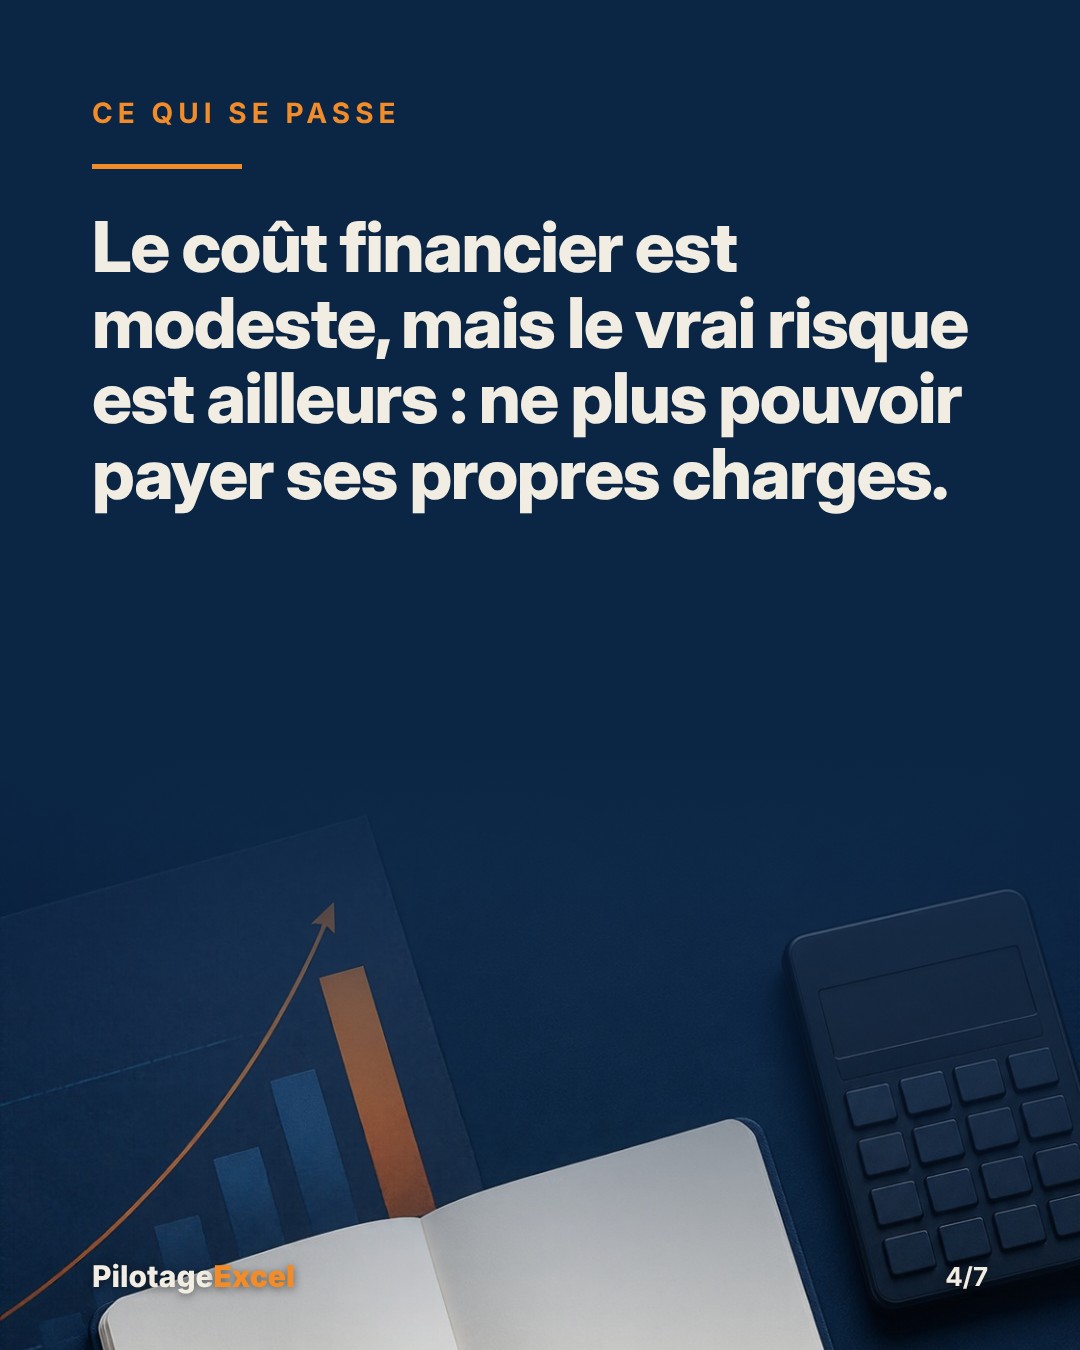 CE QUI SE PASSE
Le coût financier est
modeste, mais le vrai risque
est ailleurs : ne plus pouvoir
payer ses propres charges.
PilotageExcel
4/7